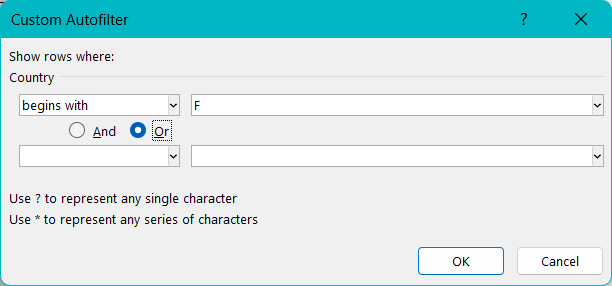 Custom Autofilter ?
Show rows where:
Country
begins with F
And Or
Use ? to represent any single character
Use * to represent any series of characters
OK Cancel